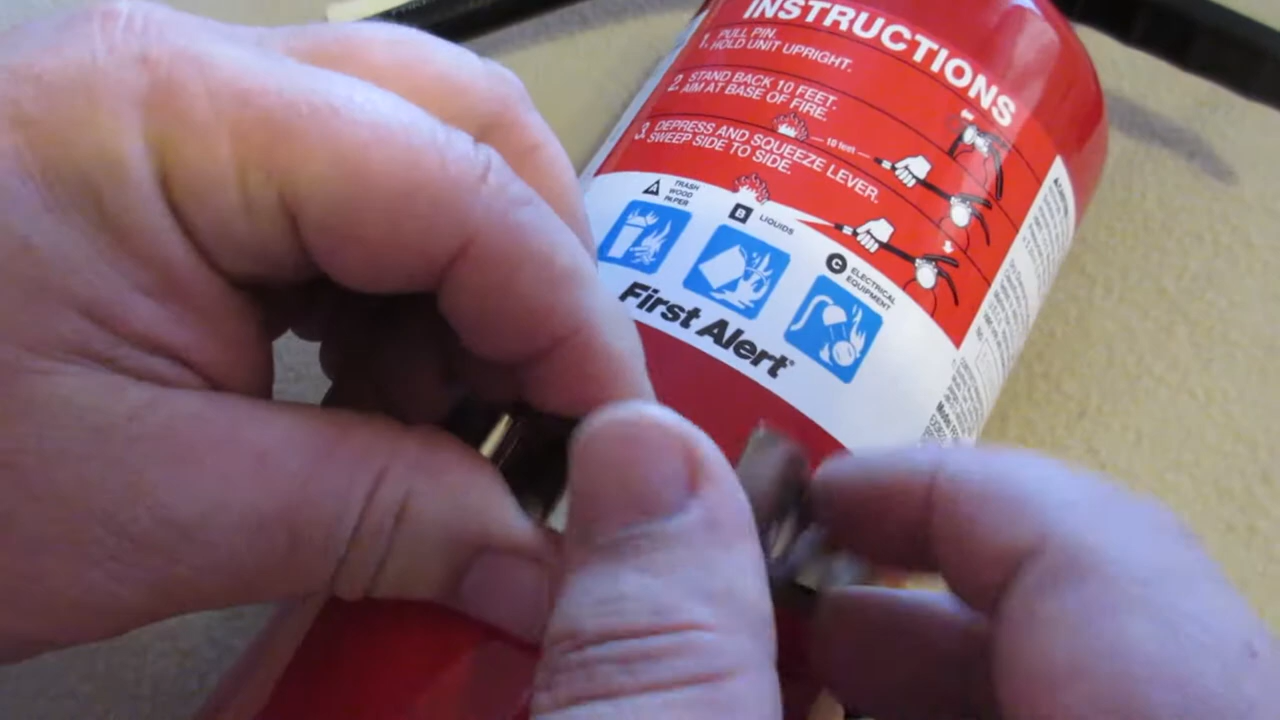 INSTRUCTIONS
1. PULL PIN.
HOLD UNIT UPRIGHT.
2. STAND BACK 10 FEET.
AIM AT BASE OF FIRE.
10 feet
3. DEPRESS AND SQUEEZE LEVER.
SWEEP SIDE TO SIDE.
A TRASH
WOOD
PAPER
B LIQUIDS
C ELECTRICAL
EQUIPMENT
First Alert